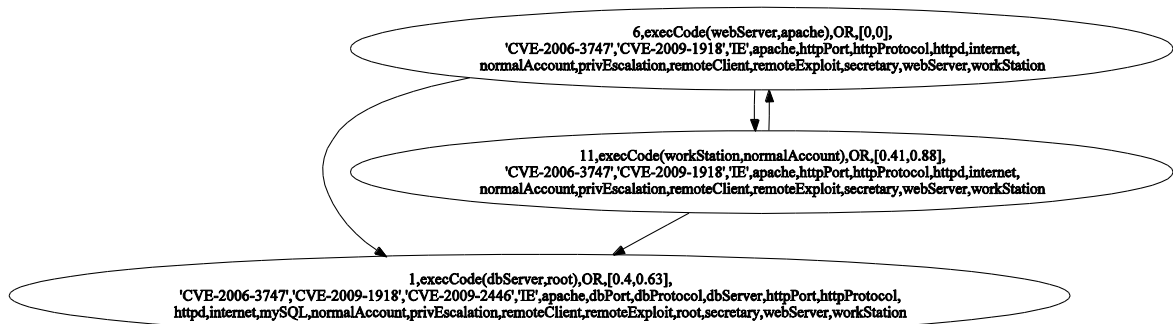 6,execCode(webServer,apache),OR,[0,0],
'CVE-2006-3747','CVE-2009-1918','IE',apache,httpPort,httpProtocol,httpd,internet,
normalAccount,privEscalation,remoteClient,remoteExploit,secretary,webServer,workStation
11,execCode(workStation,normalAccount),OR,[0.41,0.88],
'CVE-2006-3747','CVE-2009-1918','IE',apache,httpPort,httpProtocol,httpd,internet,
normalAccount,privEscalation,remoteClient,remoteExploit,secretary,webServer,workStation
1,execCode(dbServer,root),OR,[0.4,0.63],
'CVE-2006-3747','CVE-2009-1918','CVE-2009-2446','IE',apache,dbPort,dbProtocol,dbServer,httpPort,httpProtocol,
httpd,internet,mySQL,normalAccount,privEscalation,remoteClient,remoteExploit,root,secretary,webServer,workStation